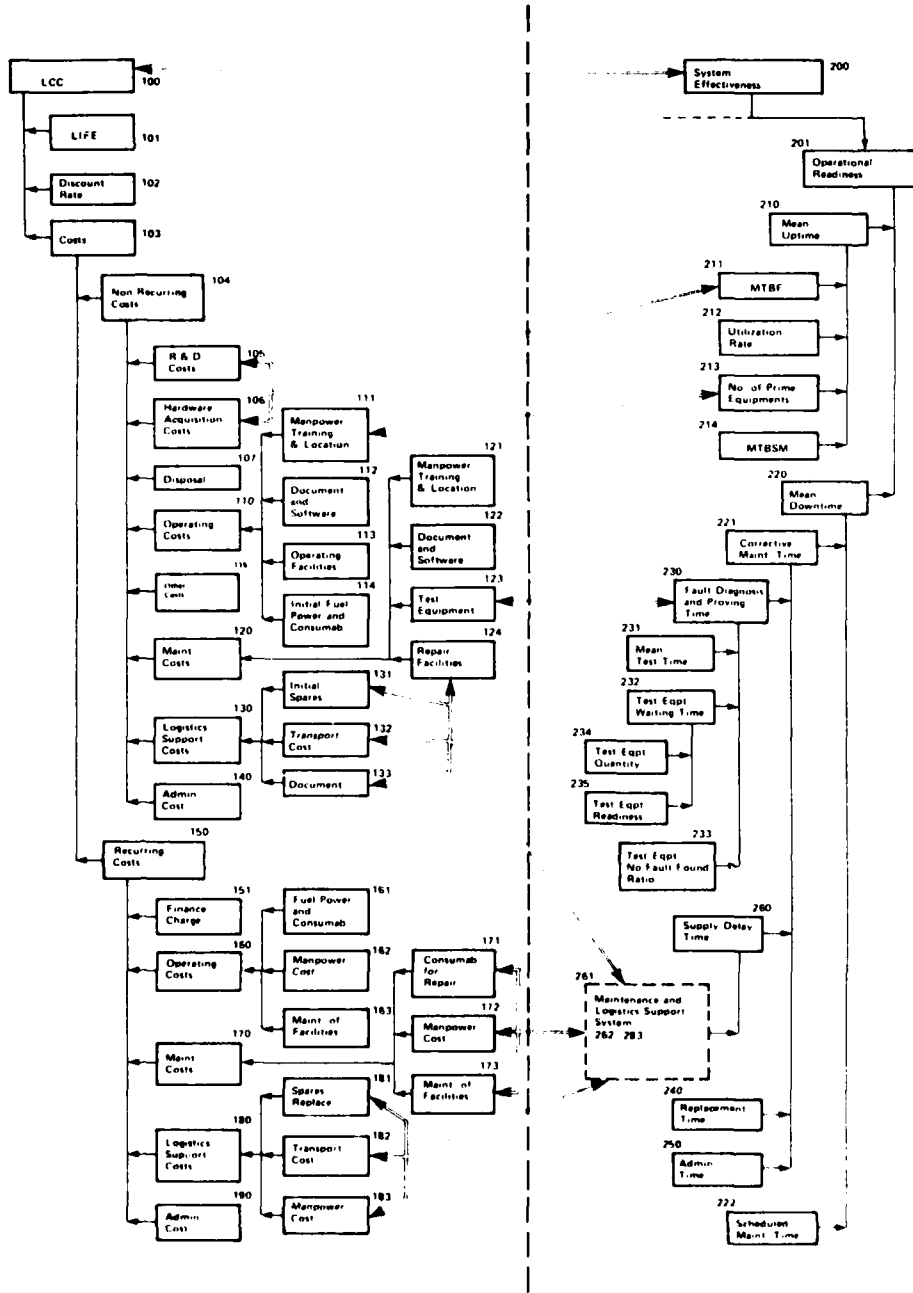 LCC
100
LIFE
101
Discount
Rate
102
Costs
103
Non Recurring
Costs
104
R & D
Costs
105
Hardware
Acquisition
Costs
106
Disposal
107
Operating
Costs
110
Manpower
Training
& Location
111
Document
and
Software
112
Operating
Facilities
113
Initial Fuel
Power and
Consumab
114
Other
Costs
Maint
Costs
120
Manpower
Training
& Location
121
Document
and
Software
122
Test
Equipment
123
Repair
Facilities
124
Logistics
Support
Costs
130
Initial
Spares
131
Transport
Cost
132
Document
133
Admin
Cost
140
Recurring
Costs
150
Finance
Charge
151
Operating
Costs
160
Fuel Power
and
Consumab
161
Manpower
Cost
162
Maint of
Facilities
163
Maint
Costs
170
Consumab
for
Repair
171
Manpower
Cost
172
Maint of
Facilities
173
Logistics
Support
Costs
180
Spares
Replace
181
Transport
Cost
182
Manpower
Cost
183
Admin
Cost
190
System
Effectiveness
200
201
Operational
Readiness
210
Mean
Uptime
211
MTBF
212
Utilization
Rate
213
No of Prime
Equipments
214
MTBSM
220
Mean
Downtime
221
Corrective
Maint Time
230
Fault Diagnosis
and Proving
Time
231
Mean
Test Time
232
Test Eqpt
Waiting Time
234
Test Eqpt
Quantity
235
Test Eqpt
Readiness
233
Test Eqpt
No Fault Found
Ratio
260
Supply Delay
Time
261
Maintenance and
Logistics Support
System
262 283
240
Replacement
Time
250
Admin
Time
222
Scheduled
Maint Time